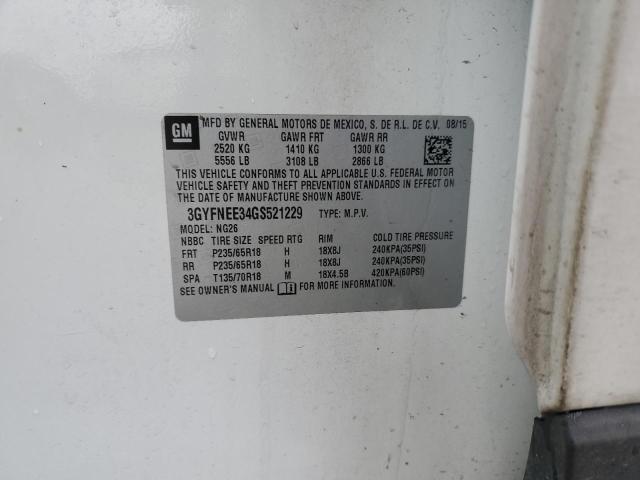 GM
MFD BY GENERAL MOTORS DE MEXICO, S. DE R.L. DE C.V. 08/15
GVWR GAWR FRT GAWR RR
2520 KG 1410 KG 1300 KG
5556 LB 3108 LB 2866 LB
THIS VEHICLE CONFORMS TO ALL APPLICABLE U.S. FEDERAL MOTOR
VEHICLE SAFETY AND THEFT PREVENTION STANDARDS IN EFFECT ON
THE DATE OF MANUFACTURE SHOWN ABOVE.
3GYFNEE34GS521229 TYPE: M.P.V.
MODEL: NG26
NBBC TIRE SIZE SPEED RTG RIM COLD TIRE PRESSURE
FRT P235/65R18 H 18X8J 240KPA(35PSI)
RR P235/65R18 H 18X8J 240KPA(35PSI)
SPA T135/70R18 M 18X4.5B 420KPA(60PSI)
SEE OWNER'S MANUAL FOR MORE INFORMATION.